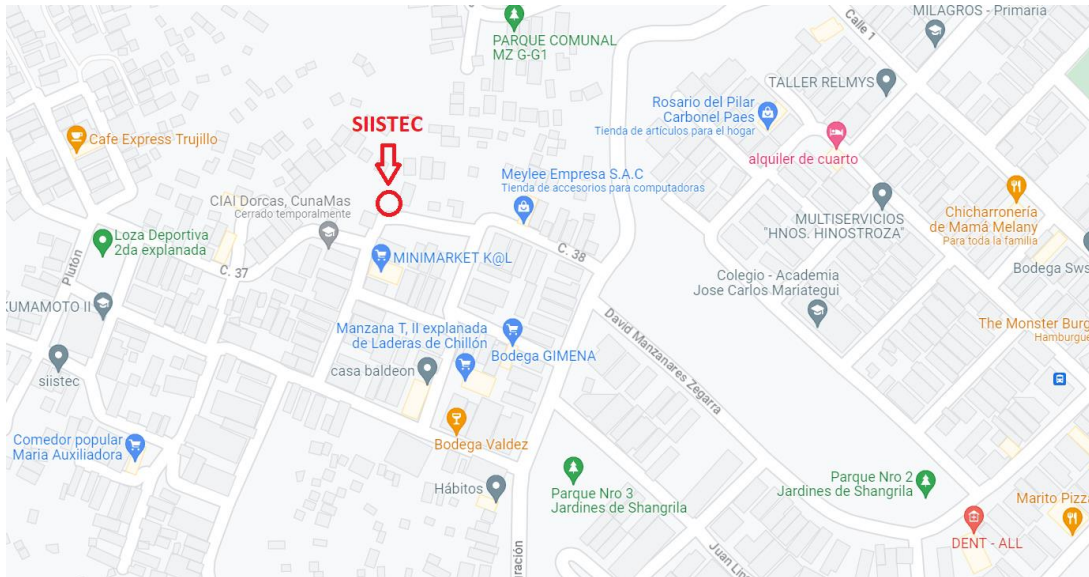 MILAGROS - Primaria
Calle 1
PARQUE COMUNAL
MZ G-G1
TALLER RELMYS
Rosario del Pilar
Carbonel Paes
Tienda de artículos para el hogar
SIISTEC
Cafe Express Trujillo
alquiler de cuarto
Meylee Empresa S.A.C
Tienda de accesorios para computadoras
CIAI Dorcas, CunaMas
Cerrado temporalmente
Chicharronería
de Mamá Melany
Para toda la familia
MULTISERVICIOS
"HNOS. HINOSTROZA"
Loza Deportiva
2da explanada
Plutón
C. 37
MINIMARKET K@L
C. 38
Colegio - Academia
Jose Carlos Mariategui
Bodega Sws
KUMAMOTO II
David Manzanares Zegarra
The Monster Burg
Hamburgue
Manzana T, II explanada
de Laderas de Chillón
Bodega GIMENA
casa baldeon
siistec
Comedor popular
Maria Auxiliadora
Bodega Valdez
Hábitos
Parque Nro 3
Jardines de Shangrila
Parque Nro 2
Jardines de Shangrila
Marito Pizza
DENT - ALL
Juan Lin
ración